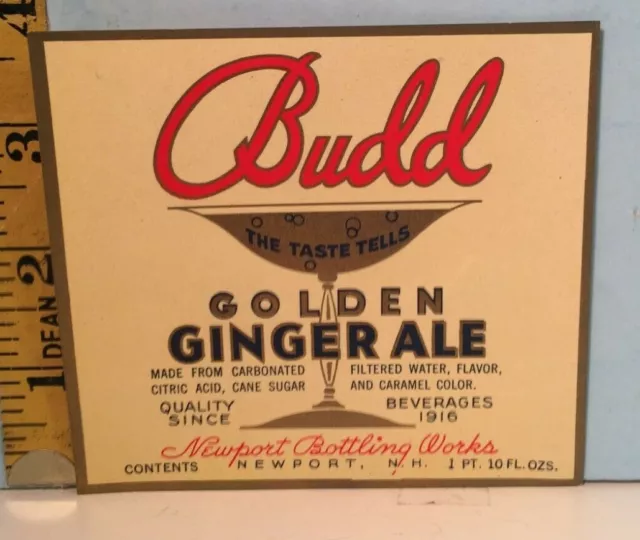 Budd
THE TASTE TELLS
GOLDEN
GINGER ALE
MADE FROM CARBONATED FILTERED WATER, FLAVOR,
CITRIC ACID, CANE SUGAR AND CARAMEL COLOR.
QUALITY BEVERAGES
SINCE 1916
Newport Bottling Works
CONTENTS NEWPORT, N.H. 1 PT. 10 FL. OZS.
4
3
2
1
DEAN